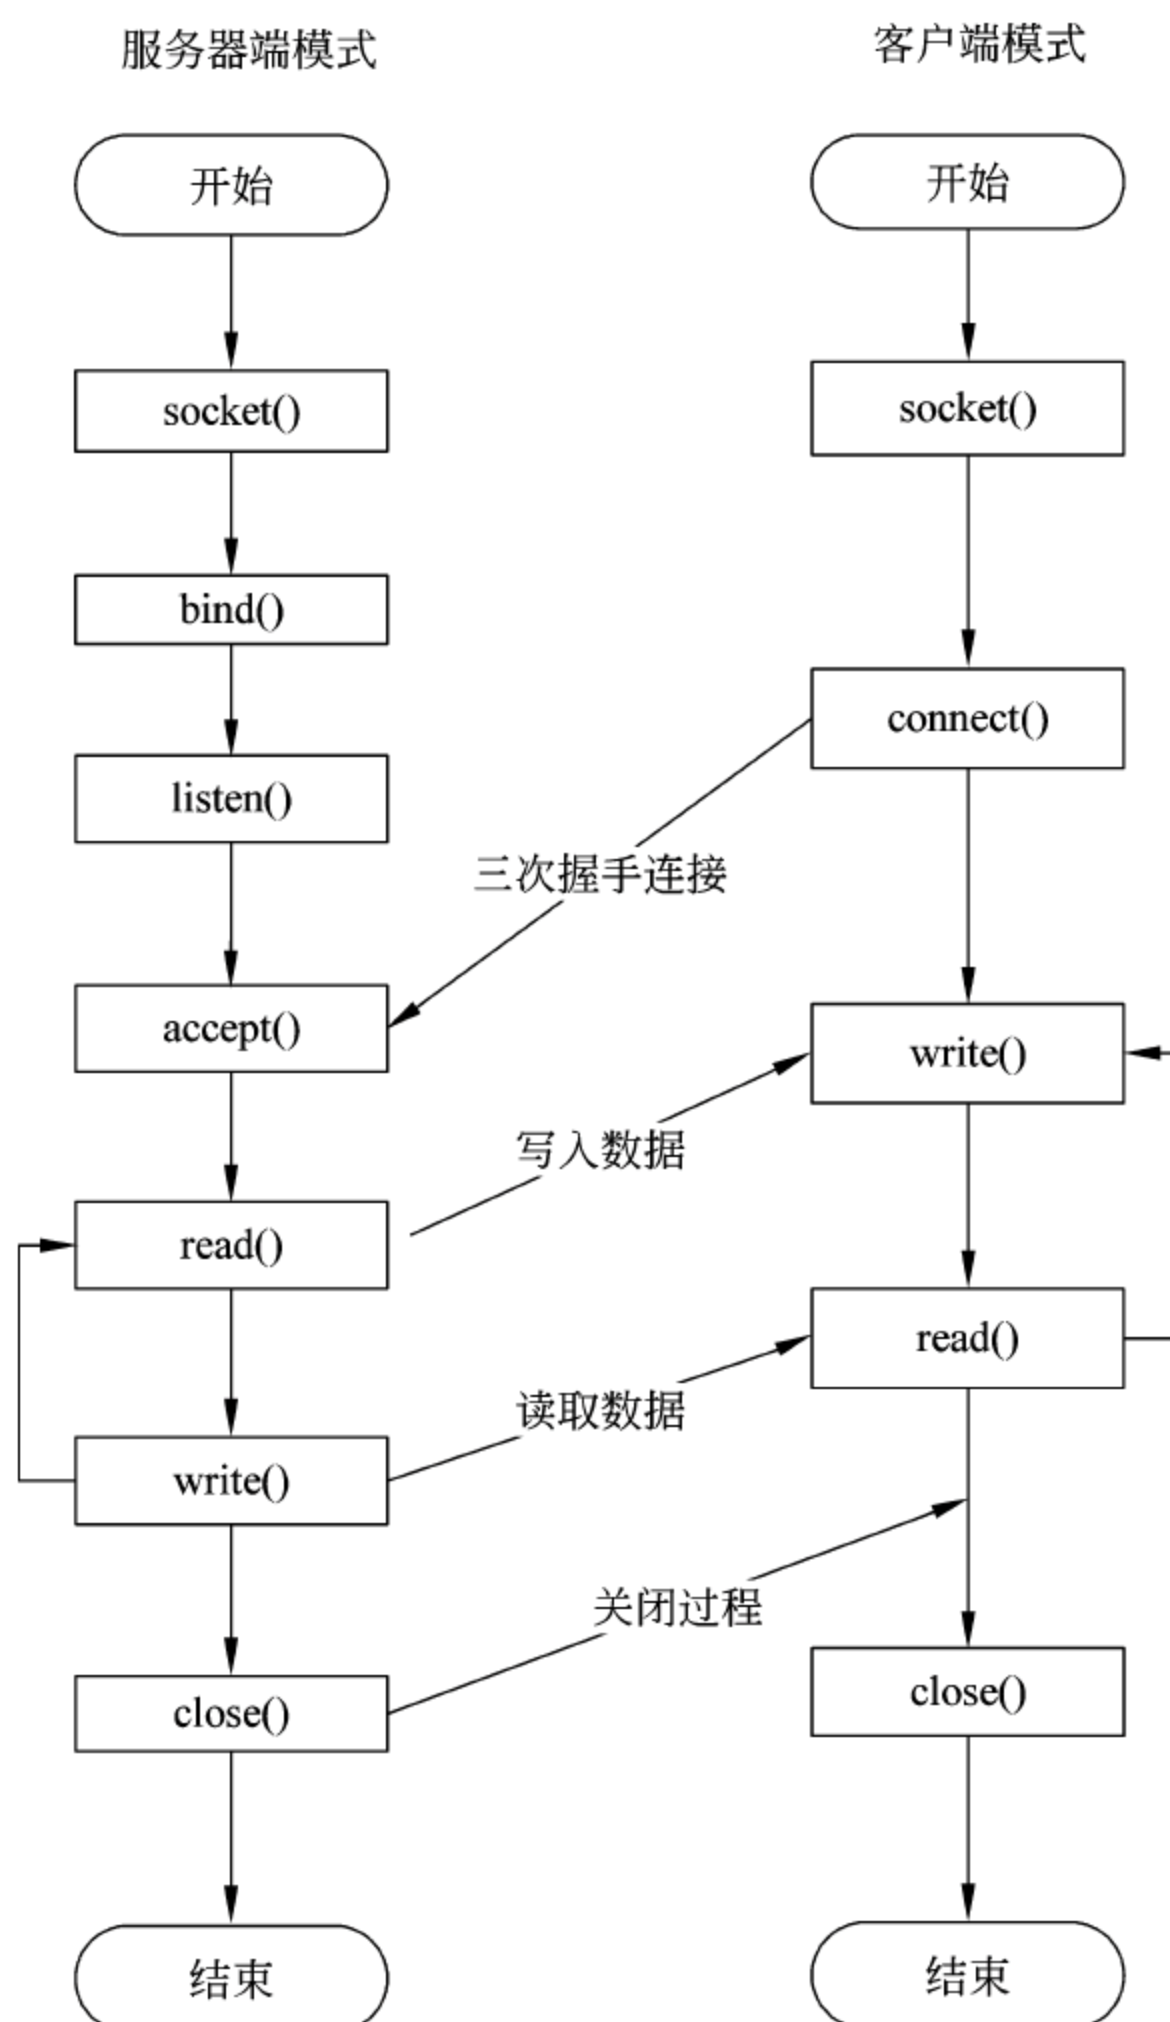 服务器端模式
客户端模式
开始
开始
socket()
socket()
bind()
connect()
listen()
三次握手连接
accept()
write()
写入数据
read()
read()
读取数据
write()
关闭过程
close()
close()
结束
结束